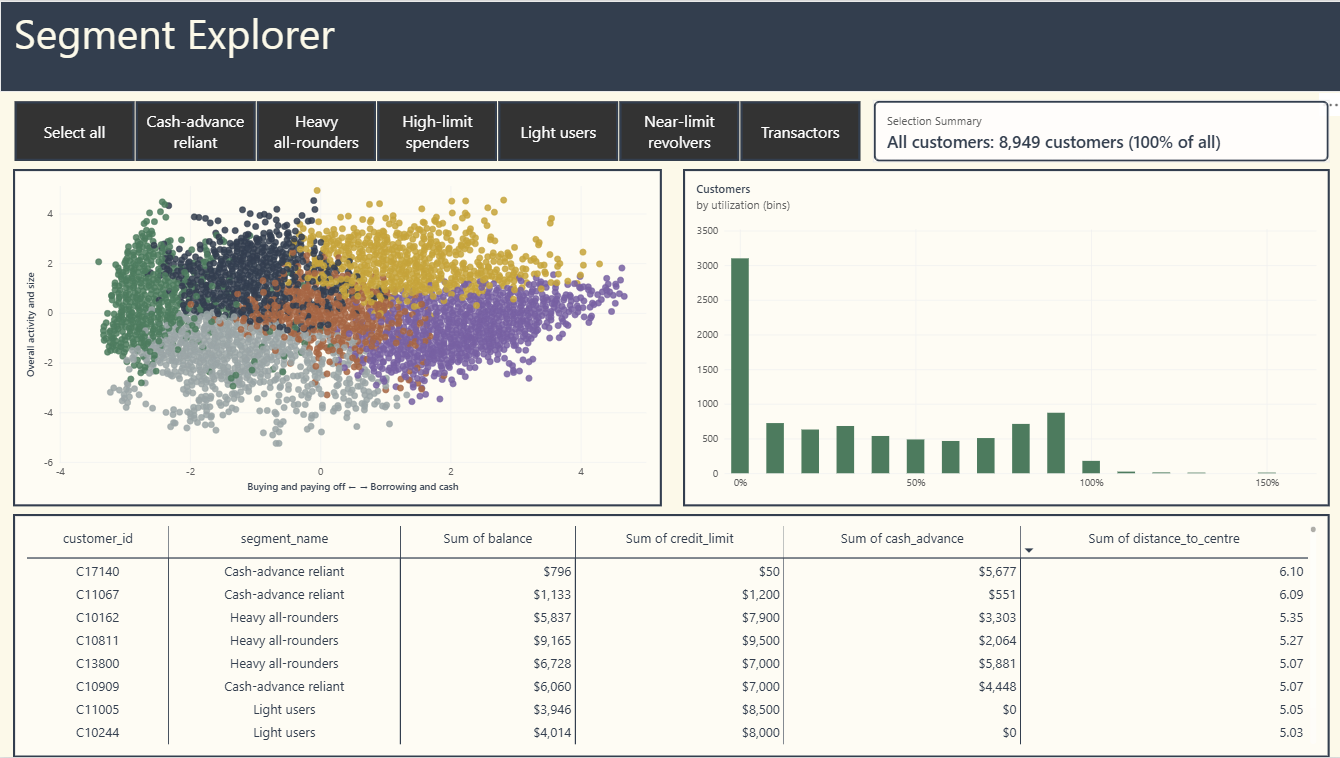 Segment Explorer
Select all
Cash-advance
reliant
Heavy
all-rounders
High-limit
spenders
Light users
Near-limit
revolvers
Transactors
Selection Summary
All customers: 8,949 customers (100% of all)
Overall activity and size
4
2
0
-2
-4
-6
-4 -2 0 2 4
Buying and paying off ← → Borrowing and cash
Customers
by utilization (bins)
3500
3000
2500
2000
1500
1000
500
0
0% 50% 100% 150%
customer_id segment_name Sum of balance Sum of credit_limit Sum of cash_advance Sum of distance_to_centre
C17140 Cash-advance reliant $796 $50 $5,677 6.10
C11067 Cash-advance reliant $1,133 $1,200 $551 6.09
C10162 Heavy all-rounders $5,837 $7,900 $3,303 5.35
C10811 Heavy all-rounders $9,165 $9,500 $2,064 5.27
C13800 Heavy all-rounders $6,728 $7,000 $5,881 5.07
C10909 Cash-advance reliant $6,060 $7,000 $4,448 5.07
C11005 Light users $3,946 $8,500 $0 5.05
C10244 Light users $4,014 $8,000 $0 5.03